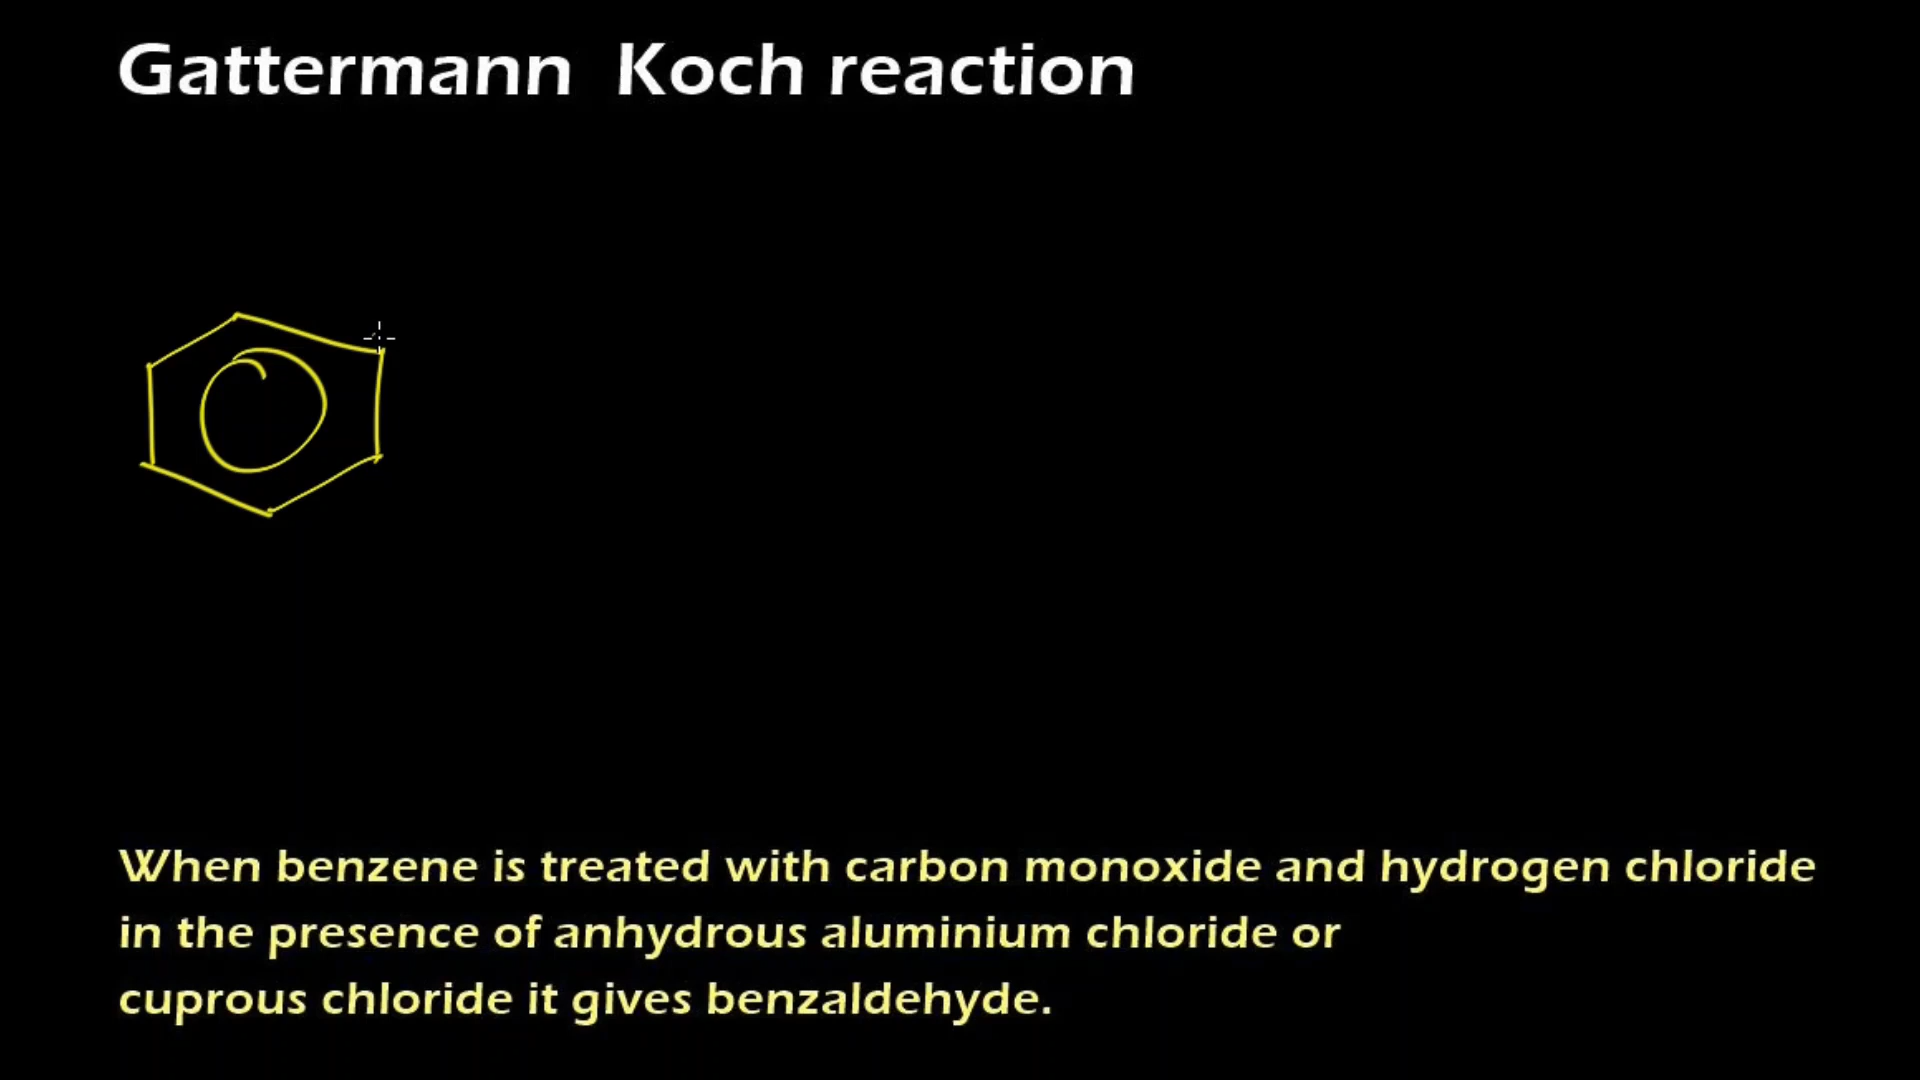 Gattermann Koch reaction
When benzene is treated with carbon monoxide and hydrogen chloride
in the presence of anhydrous aluminium chloride or
cuprous chloride it gives benzaldehyde.